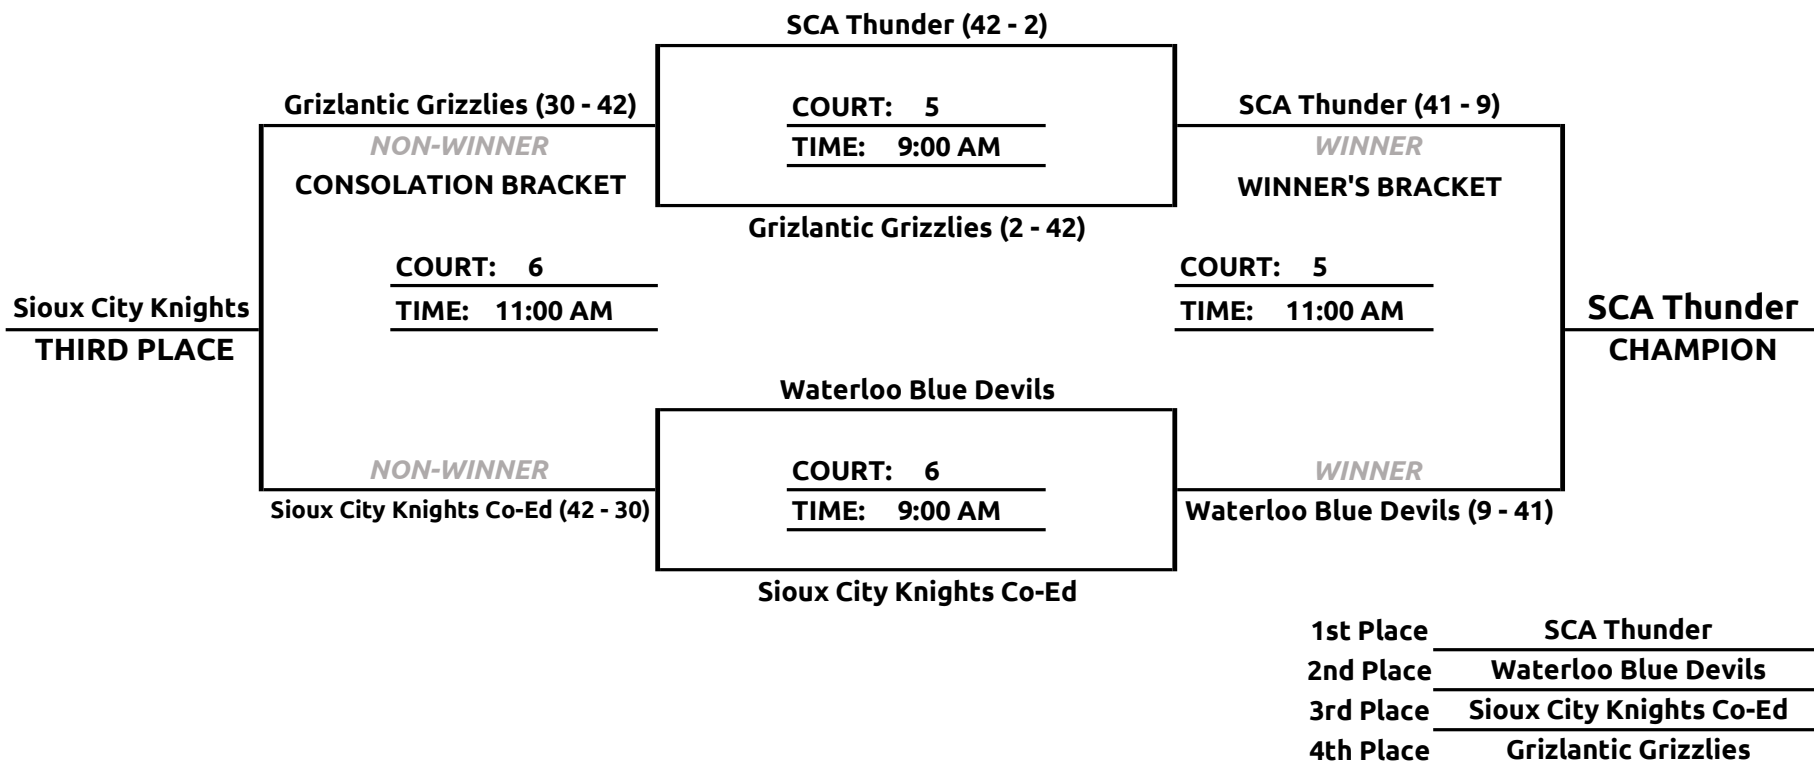 SCA Thunder (42 - 2)
Grizlantic Grizzlies (30 - 42)
COURT: 5
SCA Thunder (41 - 9)
NON-WINNER
TIME: 9:00 AM
WINNER
CONSOLATION BRACKET
WINNER'S BRACKET
Grizlantic Grizzlies (2 - 42)
COURT: 6
COURT: 5
Sioux City Knights
TIME: 11:00 AM
TIME: 11:00 AM
SCA Thunder
THIRD PLACE
CHAMPION
Waterloo Blue Devils
NON-WINNER
COURT: 6
WINNER
Sioux City Knights Co-Ed (42 - 30)
TIME: 9:00 AM
Waterloo Blue Devils (9 - 41)
Sioux City Knights Co-Ed
1st Place SCA Thunder
2nd Place Waterloo Blue Devils
3rd Place Sioux City Knights Co-Ed
4th Place Grizlantic Grizzlies